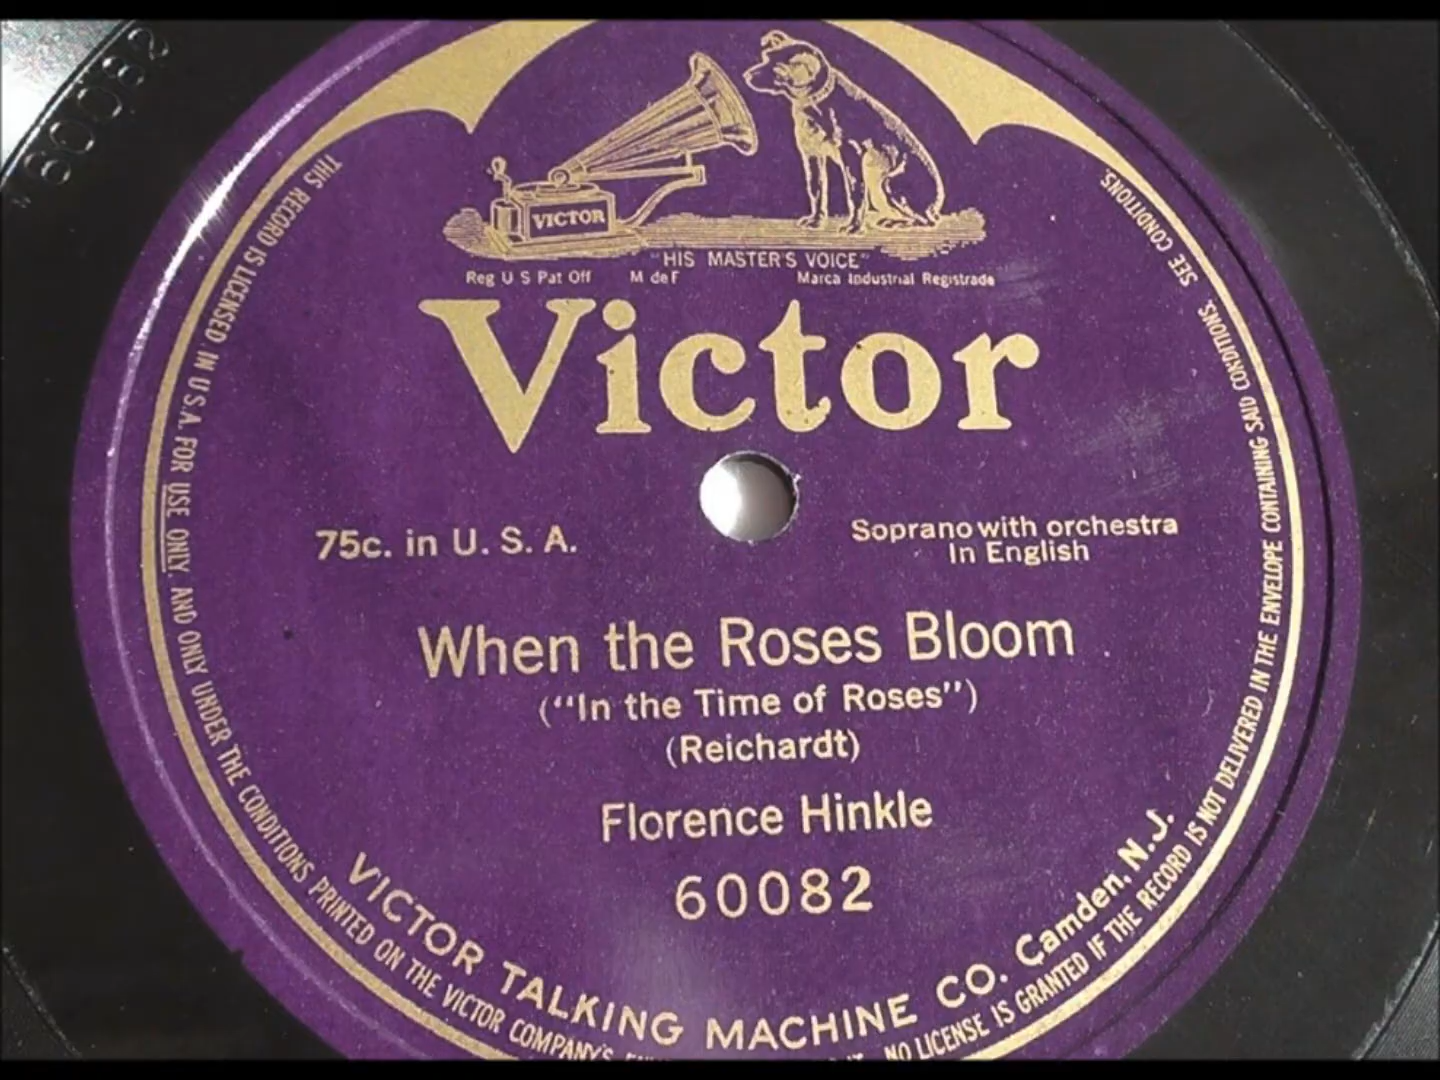 60082
VICTOR
"HIS MASTER'S VOICE"
Reg U S Pat Off M de F Marca Industrial Registrada
Victor
75c. in U. S. A.
Soprano with orchestra
In English
When the Roses Bloom
("In the Time of Roses")
(Reichardt)
Florence Hinkle
60082
VICTOR TALKING MACHINE CO. Camden, N.J.
THIS RECORD IS LICENSED. IN U.S.A. FOR USE ONLY. AND ONLY UNDER THE CONDITIONS PRINTED ON THE VICTOR COMPANY'S
NO LICENSE IS GRANTED IF THE RECORD IS NOT DELIVERED IN THE ENVELOPE CONTAINING SAID CONDITIONS. SEE CONDITIONS.